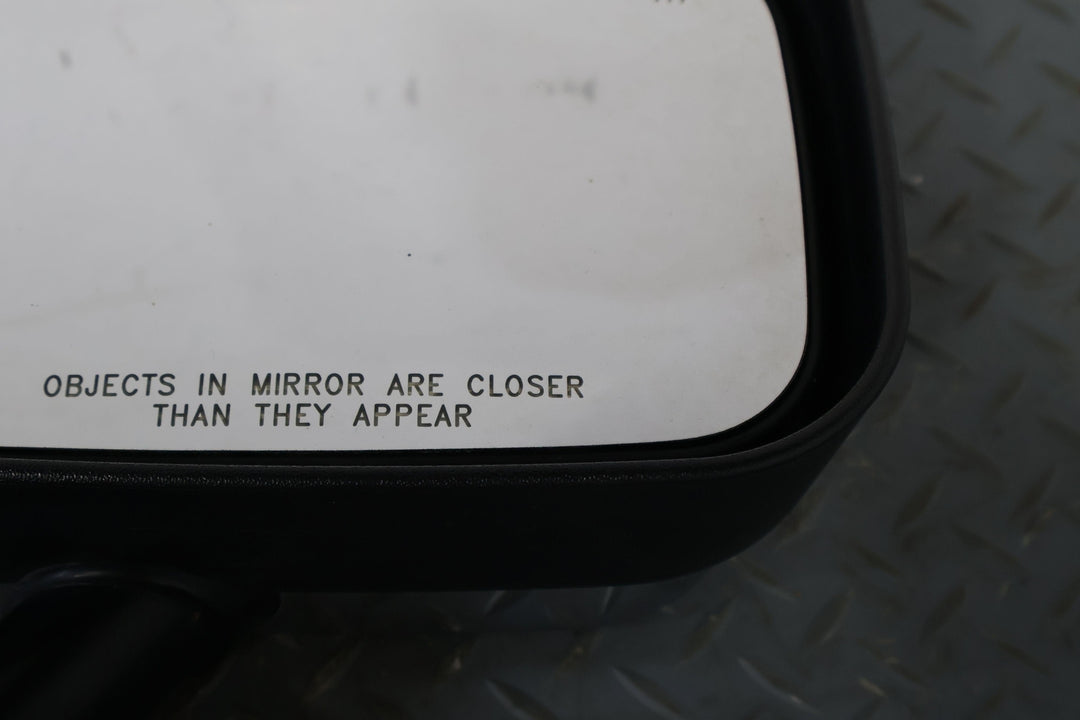 OBJECTS IN MIRROR ARE CLOSER
THAN THEY APPEAR